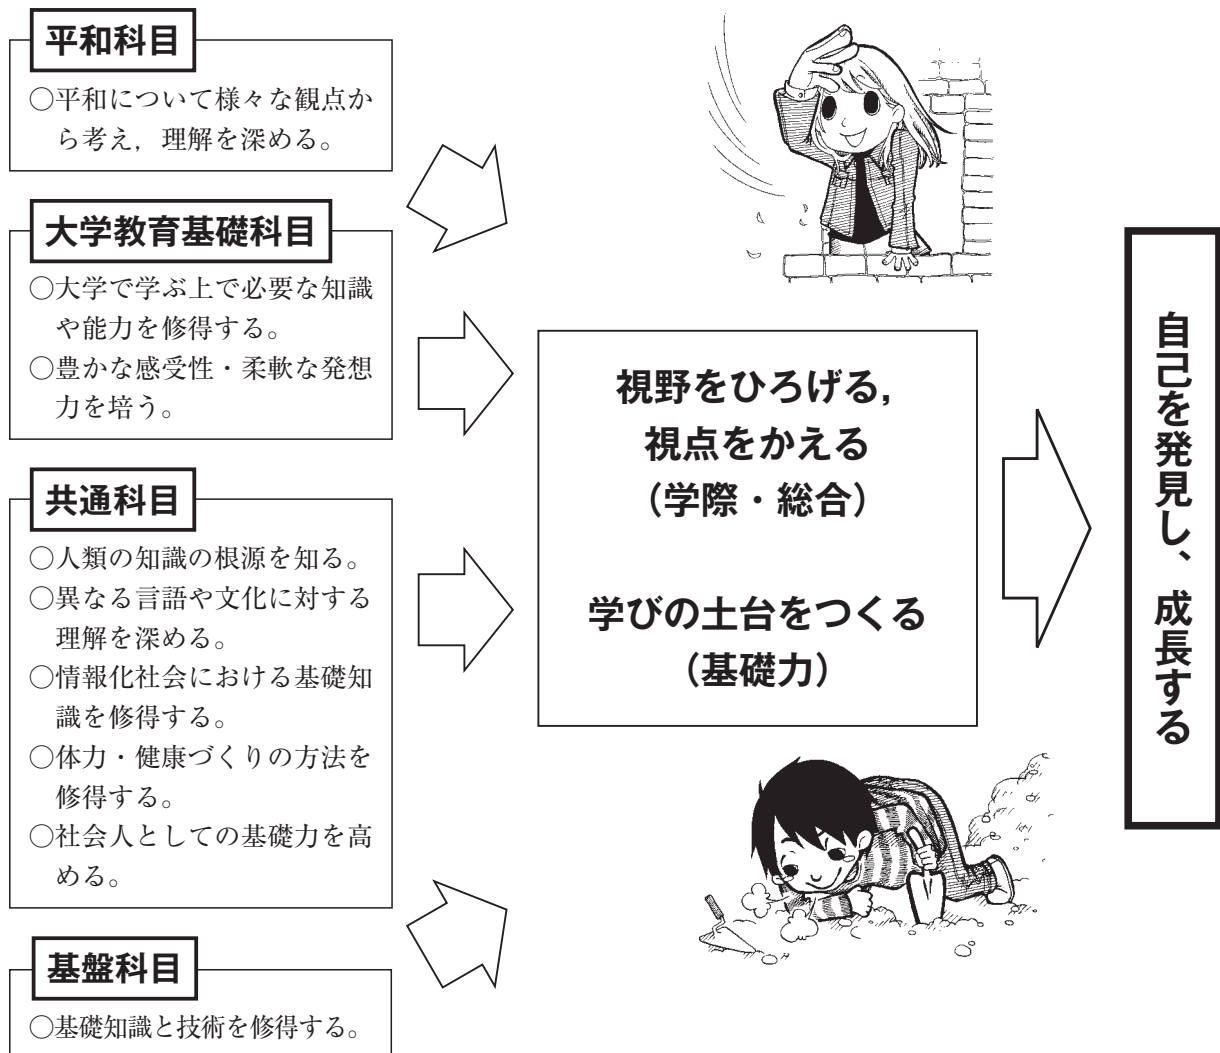 平和科目
○平和について様々な観点か
ら考え，理解を深める。
大学教育基礎科目
○大学で学ぶ上で必要な知識
や能力を修得する。
○豊かな感受性・柔軟な発想
力を培う。
共通科目
○人類の知識の根源を知る。
○異なる言語や文化に対する
理解を深める。
○情報化社会における基礎知
識を修得する。
○体力・健康づくりの方法を
修得する。
○社会人としての基礎力を高
める。
基盤科目
○基礎知識と技術を修得する。
視野をひろげる，
視点をかえる
（学際・総合）
学びの土台をつくる
（基礎力）
自己を発見し、成長する